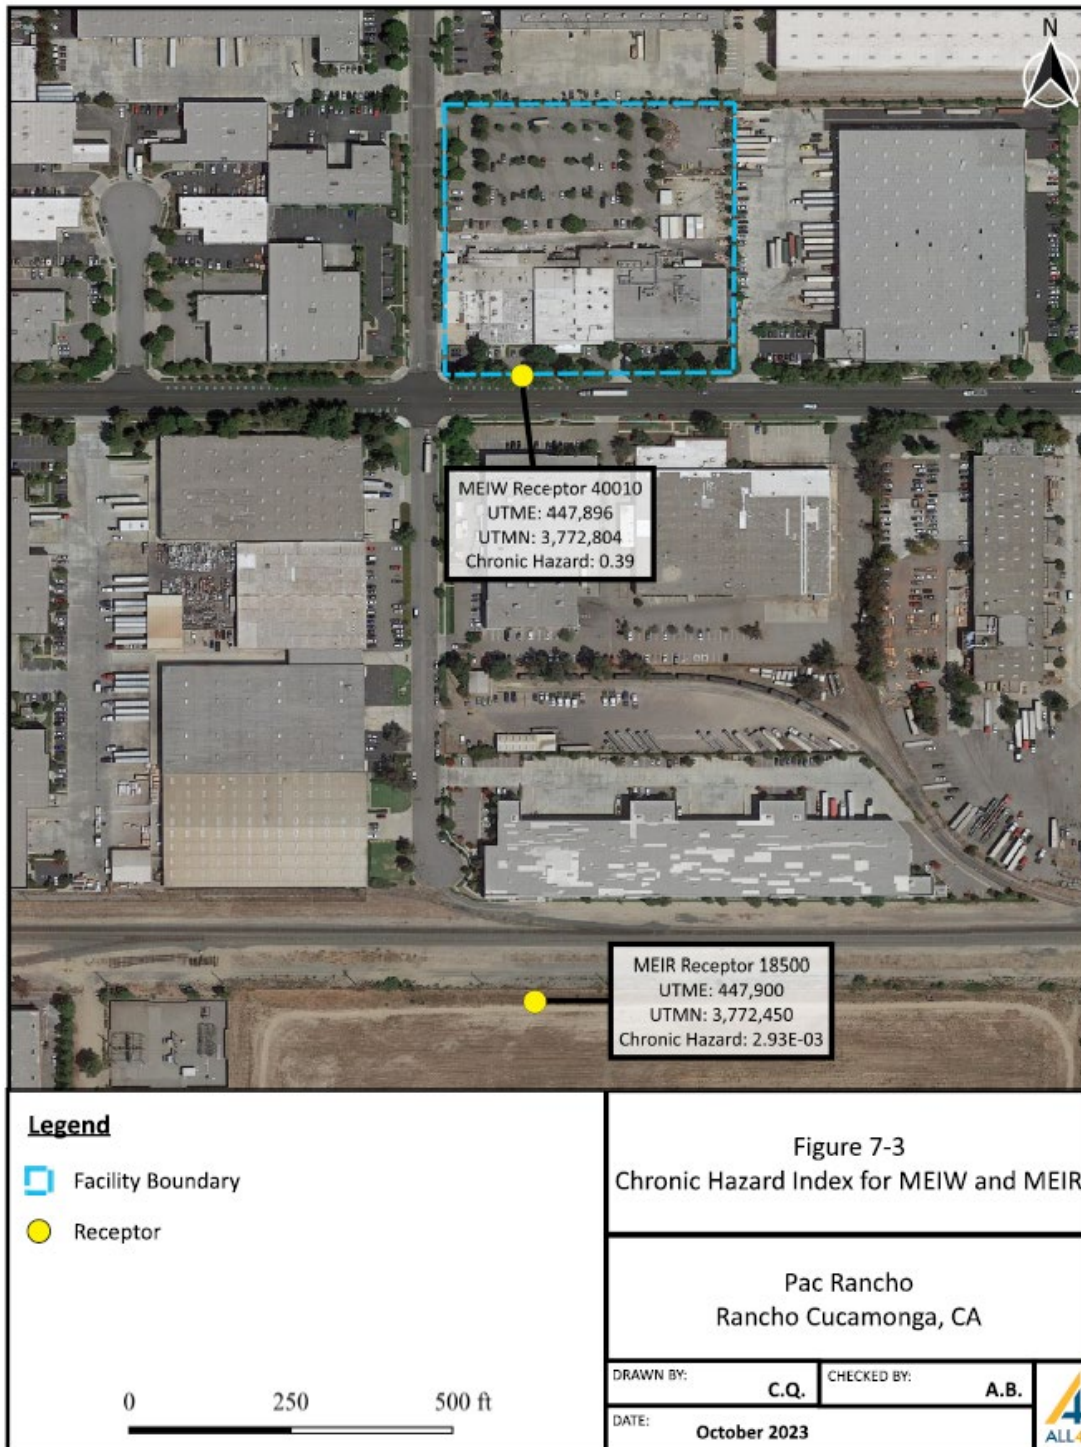 N
MEIW Receptor 40010
UTME: 447,896
UTMN: 3,772,804
Chronic Hazard: 0.39
MEIR Receptor 18500
UTME: 447,900
UTMN: 3,772,450
Chronic Hazard: 2.93E-03
Legend
Facility Boundary
Receptor
0 250 500 ft
Figure 7-3
Chronic Hazard Index for MEIW and MEIR
Pac Rancho
Rancho Cucamonga, CA
DRAWN BY: C.Q.
CHECKED BY: A.B.
DATE: October 2023
ALL4